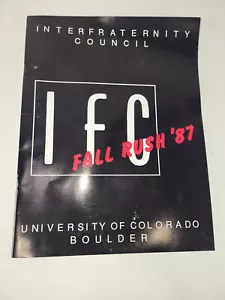 INTERFRATERNITY
COUNCIL
IFC
FALL RUSH '87
UNIVERSITY OF COLORADO
BOULDER